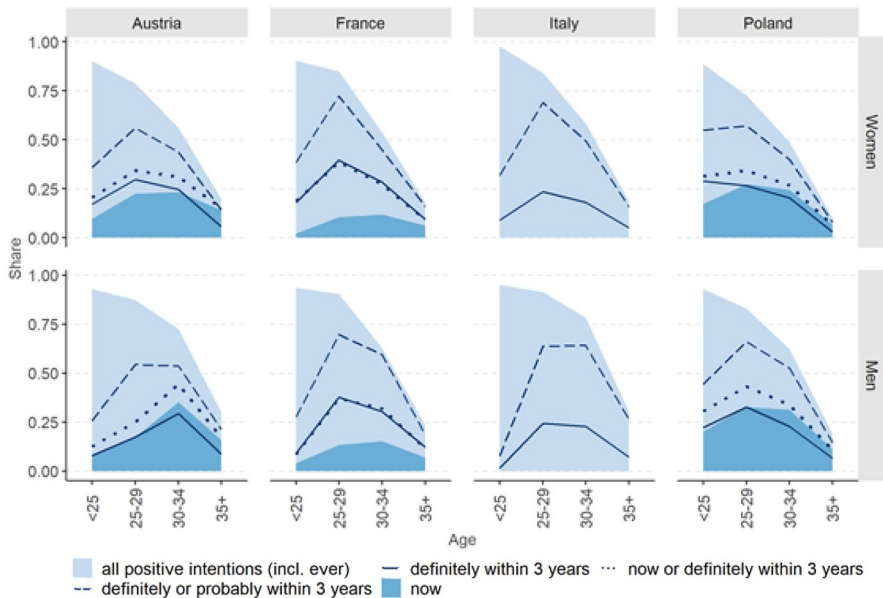 Austria France Italy Poland
1.00
0.75
0.50
0.25
0.00
Women
1.00
0.75
0.50
0.25
0.00
Men
Share
<25 25-29 30-34 35+ <25 25-29 30-34 35+ <25 25-29 30-34 35+ <25 25-29 30-34 35+
Age
all positive intentions (incl. ever) definitely within 3 years now or definitely within 3 years
definitely or probably within 3 years now